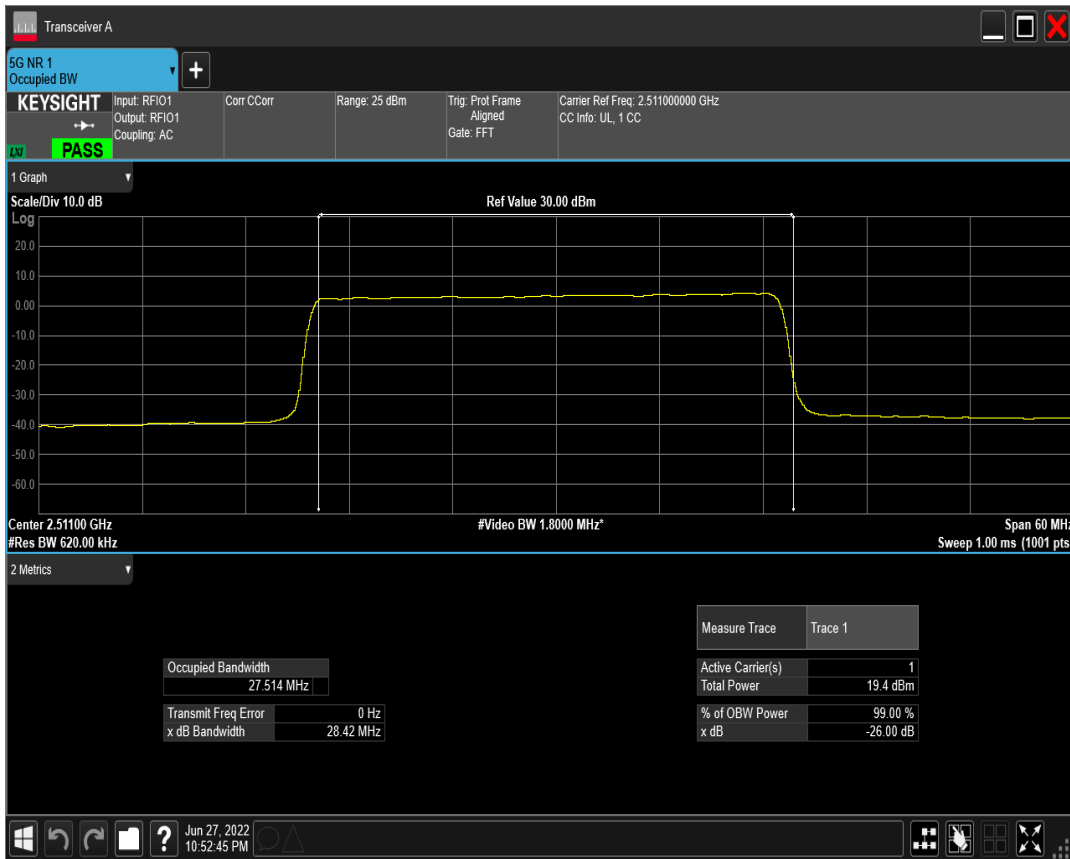 Transceiver A
5G NR 1
Occupied BW
KEYSIGHT
LXI
PASS
Input: RFIO1
Output: RFIO1
Coupling: AC
Corr CCorr
Range: 25 dBm
Trig: Prot Frame
Aligned
Gate: FFT
Carrier Ref Freq: 2.511000000 GHz
CC Info: UL, 1 CC
1 Graph
Scale/Div 10.0 dB
Ref Value 30.00 dBm
Log
20.0
10.0
0.00
-10.0
-20.0
-30.0
-40.0
-50.0
-60.0
Center 2.51100 GHz
#Video BW 1.8000 MHz*
Span 60 MHz
#Res BW 620.00 kHz
Sweep 1.00 ms (1001 pts
2 Metrics
Measure Trace Trace 1
Occupied Bandwidth
27.514 MHz
Active Carrier(s) 1
Total Power 19.4 dBm
Transmit Freq Error 0 Hz
x dB Bandwidth 28.42 MHz
% of OBW Power 99.00 %
x dB -26.00 dB
?
Jun 27, 2022
10:52:45 PM